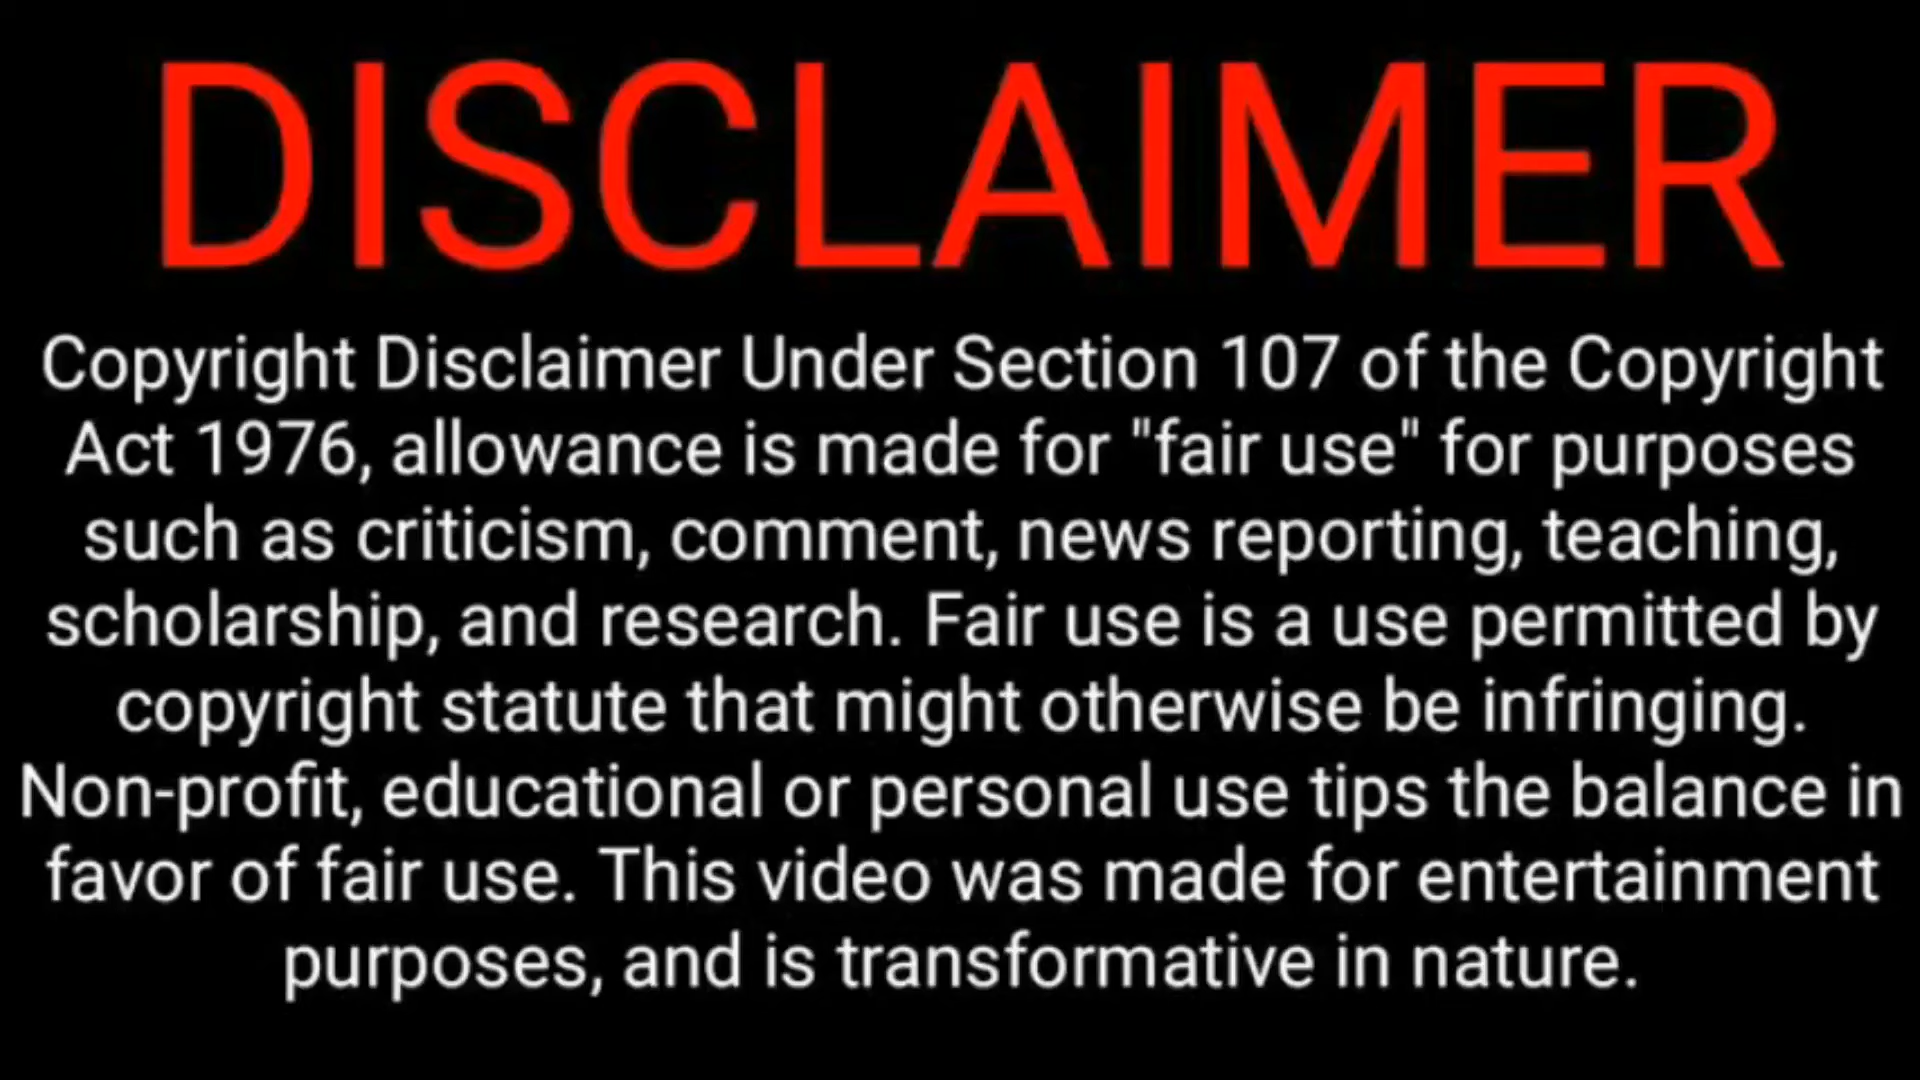 DISCLAIMER
Copyright Disclaimer Under Section 107 of the Copyright
Act 1976, allowance is made for "fair use" for purposes
such as criticism, comment, news reporting, teaching,
scholarship, and research. Fair use is a use permitted by
copyright statute that might otherwise be infringing.
Non-profit, educational or personal use tips the balance in
favor of fair use. This video was made for entertainment
purposes, and is transformative in nature.